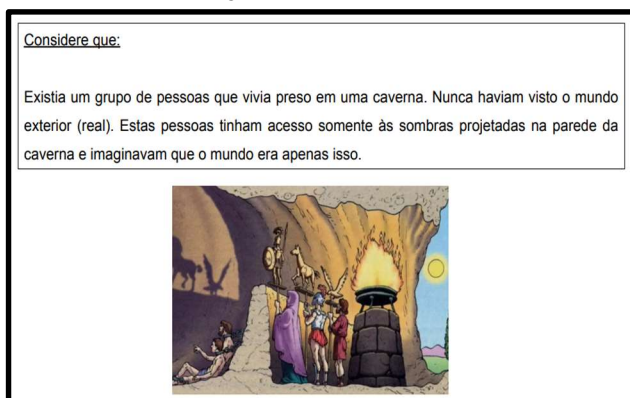 Considere que:
Existia um grupo de pessoas que vivia preso em uma caverna. Nunca haviam visto o mundo
exterior (real). Estas pessoas tinham acesso somente às sombras projetadas na parede da
caverna e imaginavam que o mundo era apenas isso.